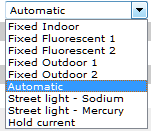 Automatic
Fixed Indoor
Fixed Fluorescent 1
Fixed Fluorescent 2
Fixed Outdoor 1
Fixed Outdoor 2
Automatic
Street light - Sodium
Street light - Mercury
Hold current